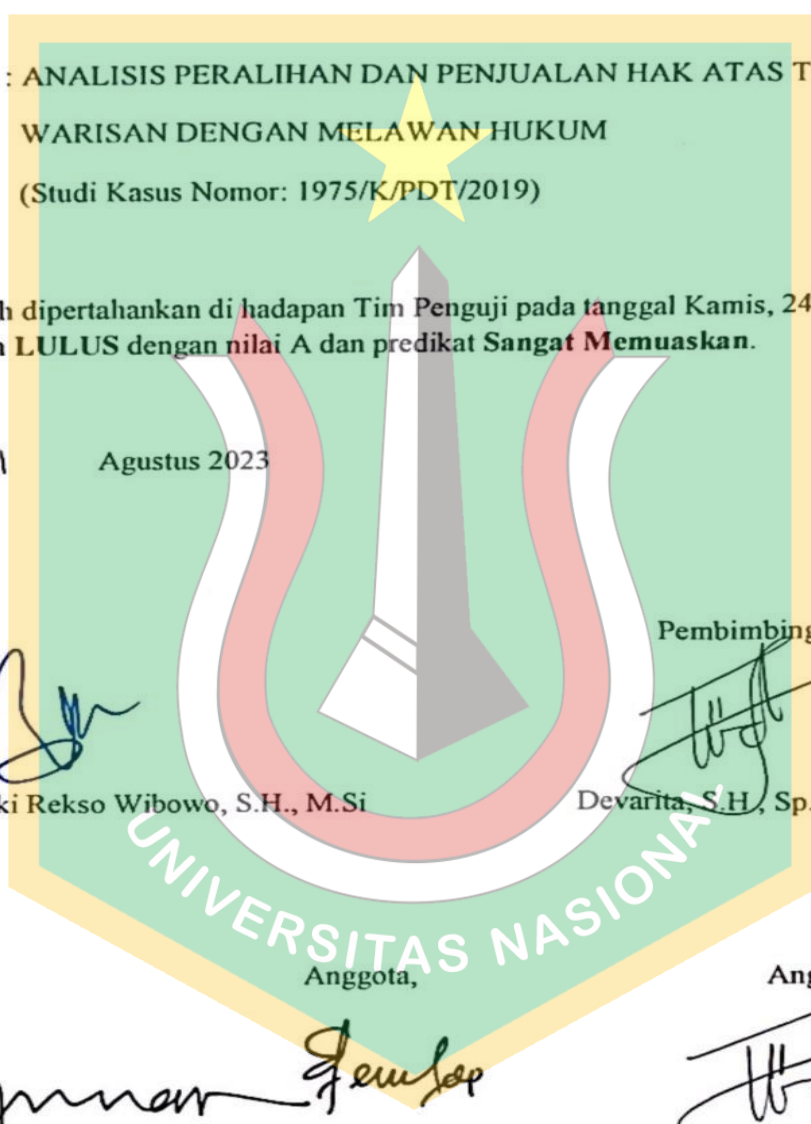 : ANALISIS PERALIHAN DAN PENJUALAN HAK ATAS T
WARISAN DENGAN MELAWAN HUKUM
(Studi Kasus Nomor: 1975/K/PDT/2019)
h dipertahankan di hadapan Tim Penguji pada tanggal Kamis, 24
LULUS dengan nilai A dan predikat Sangat Memuaskan.
Agustus 2023
Pembimbing
ki Rekso Wibowo, S.H., M.Si
Devarita, S.H., Sp.
UNIVERSITAS NASIONAL
Anggota,
Ang